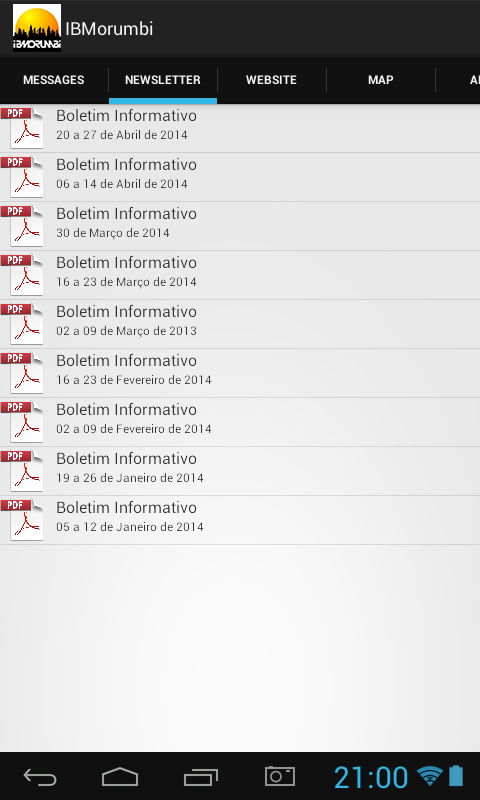 IBMORUMBI
IBMorumbi
MESSAGES
NEWSLETTER
WEBSITE
MAP
PDF
Boletim Informativo
20 a 27 de Abril de 2014
PDF
Boletim Informativo
06 a 14 de Abril de 2014
PDF
Boletim Informativo
30 de Março de 2014
PDF
Boletim Informativo
16 a 23 de Março de 2014
PDF
Boletim Informativo
02 a 09 de Março de 2013
PDF
Boletim Informativo
16 a 23 de Fevereiro de 2014
PDF
Boletim Informativo
02 a 09 de Fevereiro de 2014
PDF
Boletim Informativo
19 a 26 de Janeiro de 2014
PDF
Boletim Informativo
05 a 12 de Janeiro de 2014
21:00